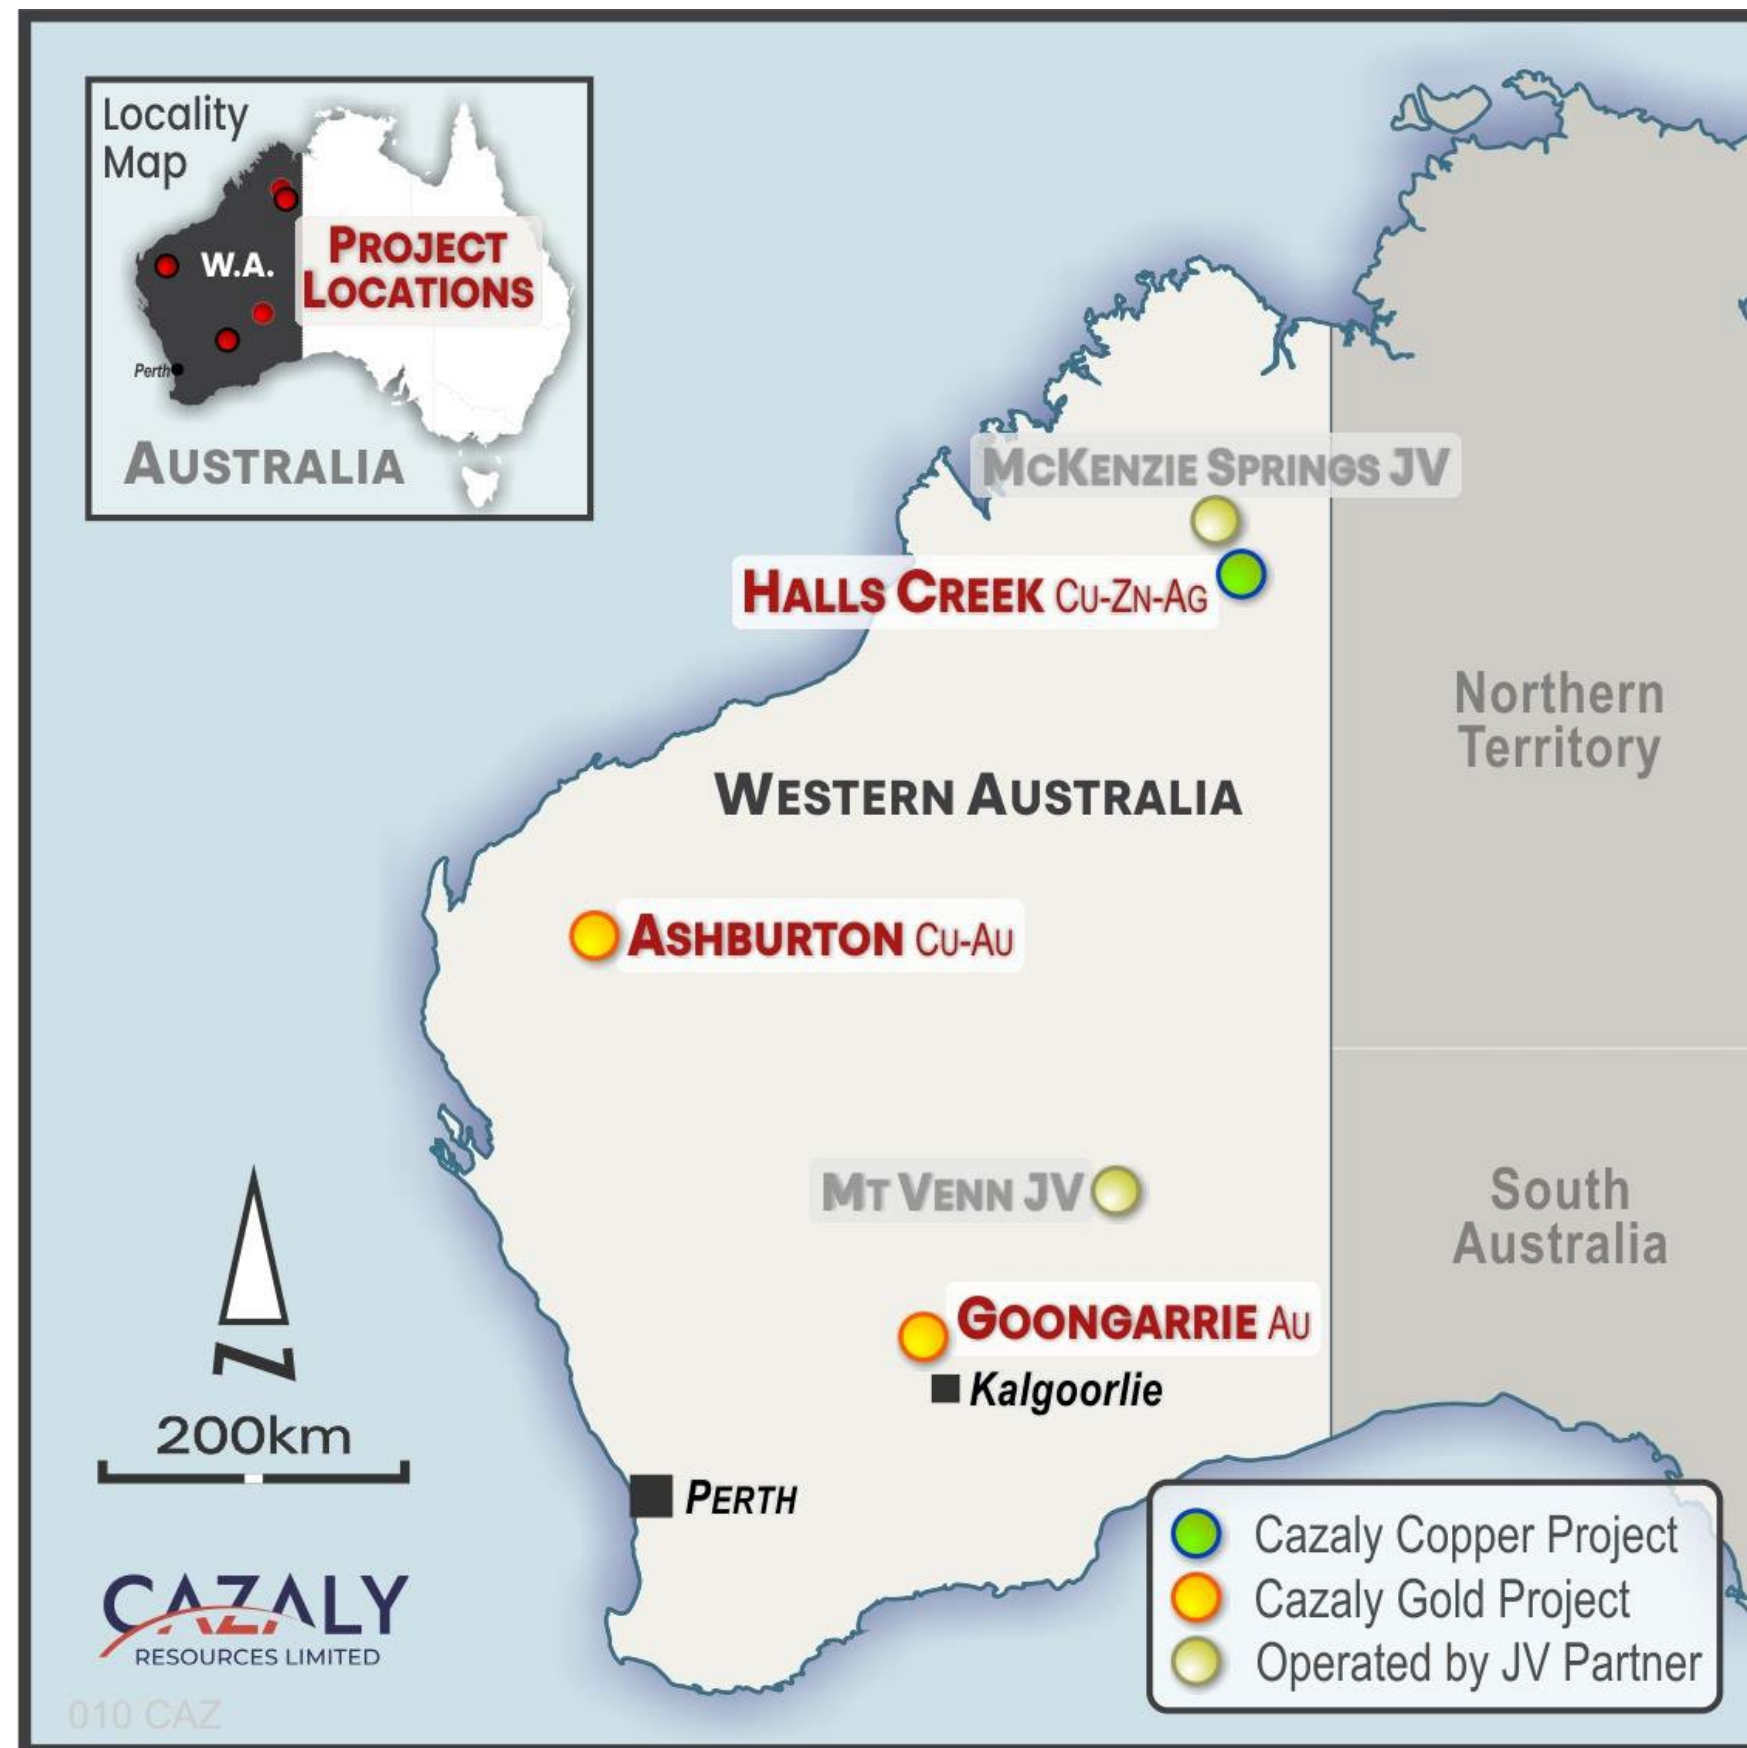 Locality
Map
W.A.
PROJECT
LOCATIONS
Perth
AUSTRALIA
MCKENZIE SPRINGS JV
HALLS CREEK CU-ZN-AG
Northern
Territory
WESTERN AUSTRALIA
ASHBURTON CU-AU
MT VENN JV
South
Australia
GOONGARRIE AU
Kalgoorlie
N
200km
PERTH
CAZALY
RESOURCES LIMITED
010 CAZ
Cazaly Copper Project
Cazaly Gold Project
Operated by JV Partner